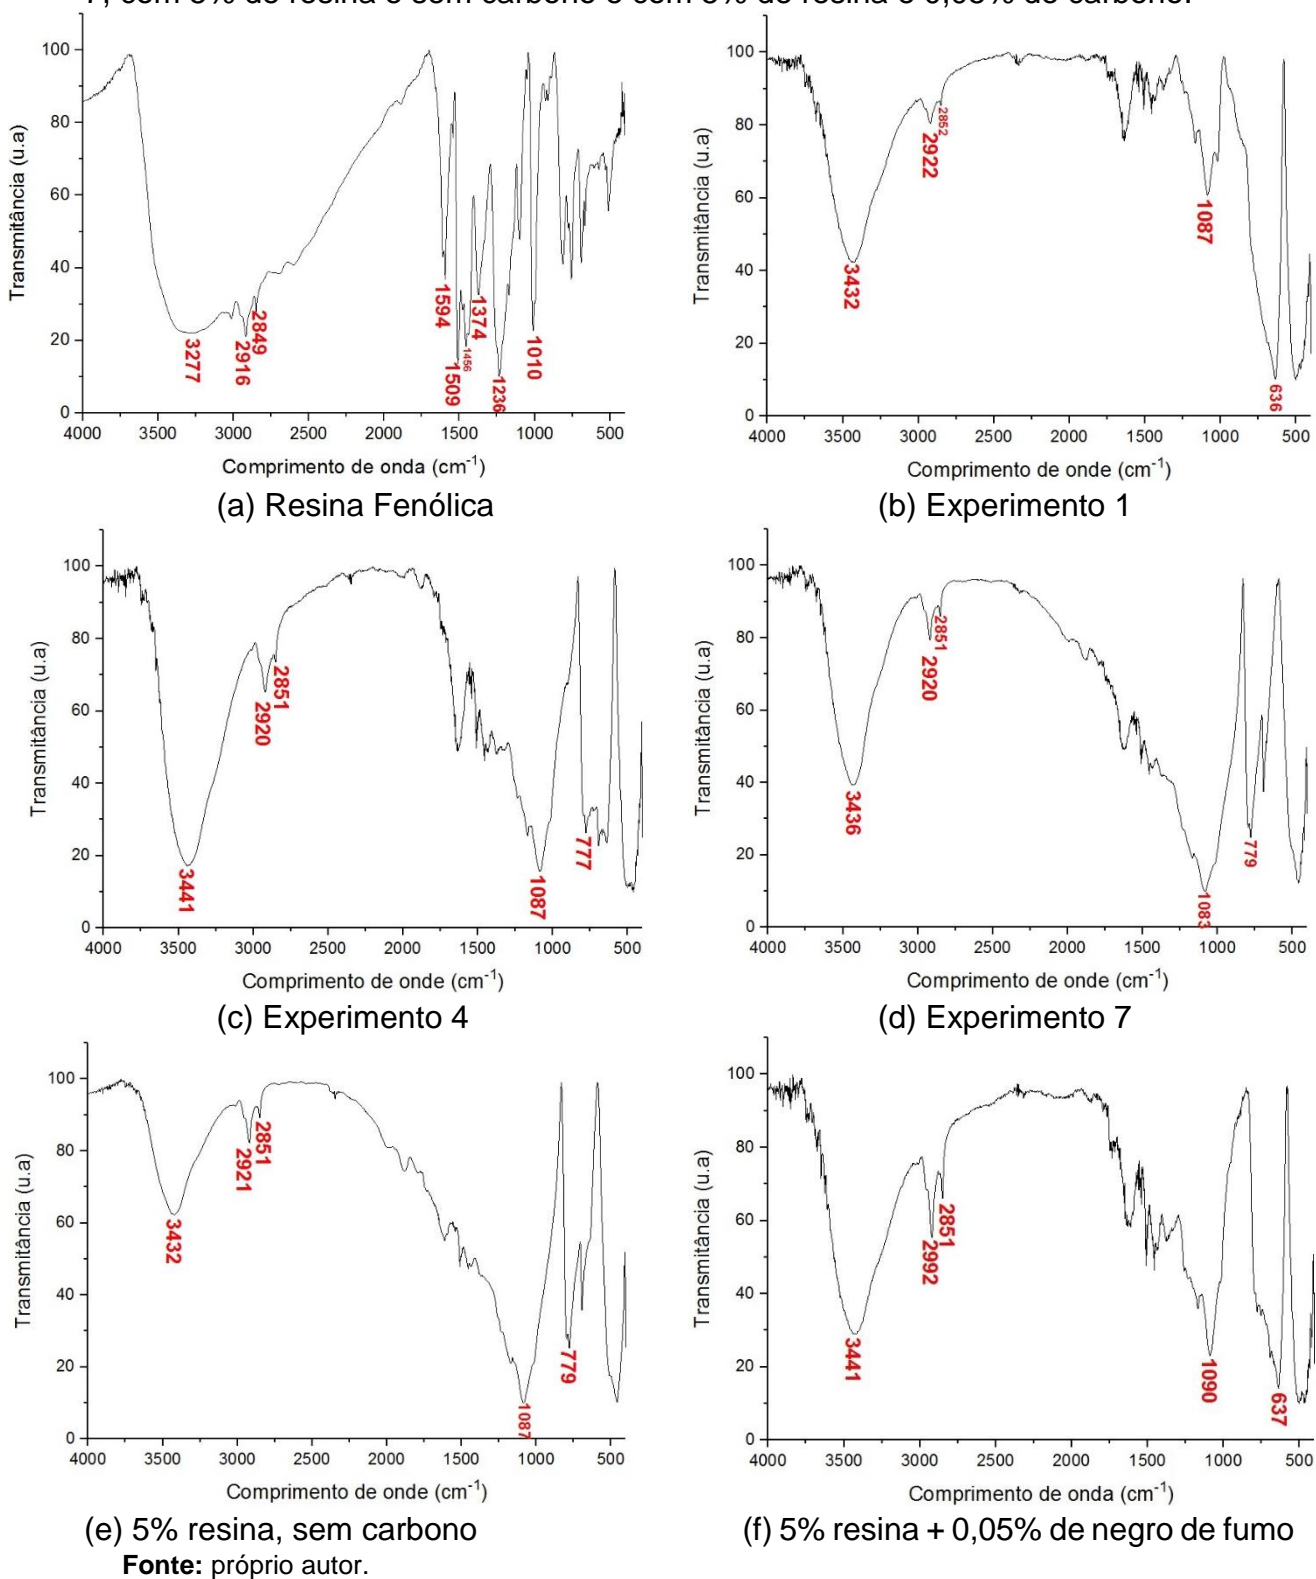 7, com 5% de resina e sem carbono e com 5% de resina e 0,05% de carbono.
Transmitância (u.a)
100
80
60
40
20
0
3277
2916
2849
1594
1509
1456
1374
1236
1010
4000 3500 3000 2500 2000 1500 1000 500
Comprimento de onda (cm-1)
(a) Resina Fenólica
Transmitância (u.a)
100
80
60
40
20
0
3432
2922
2852
1087
636
4000 3500 3000 2500 2000 1500 1000 500
Comprimento de onde (cm-1)
(b) Experimento 1
Transmitância (u.a)
100
80
60
40
20
0
3441
2920
2851
1087
777
4000 3500 3000 2500 2000 1500 1000 500
Comprimento de onde (cm-1)
(c) Experimento 4
Transmitância (u.a)
100
80
60
40
20
0
3436
2920
2851
1083
779
4000 3500 3000 2500 2000 1500 1000 500
Comprimento de onde (cm-1)
(d) Experimento 7
Transmitância (u.a)
100
80
60
40
20
0
3432
2921
2851
1087
779
4000 3500 3000 2500 2000 1500 1000 500
Comprimento de onde (cm-1)
(e) 5% resina, sem carbono
Transmitância (u.a)
100
80
60
40
20
0
3441
2992
2851
1090
637
4000 3500 3000 2500 2000 1500 1000 500
Comprimento de onda (cm-1)
(f) 5% resina + 0,05% de negro de fumo
Fonte: próprio autor.